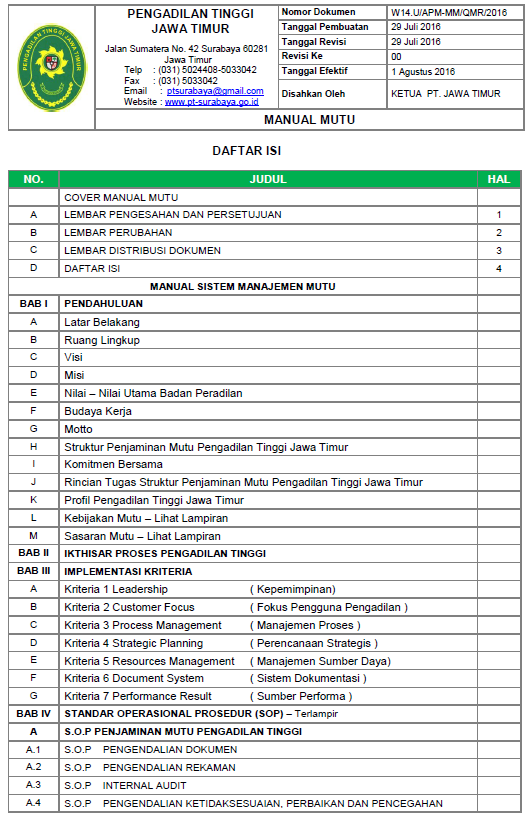 PENGADILAN TINGGI JAWA TIMUR
PENGADILAN TINGGI
JAWA TIMUR
Jalan Sumatera No. 42 Surabaya 60281
Jawa Timur
Telp : (031) 5024408-5033042
Fax : (031) 5033042
Email : ptsurabaya@gmail.com
Website : www.pt-surabaya.go.id
Nomor Dokumen W14.U/APM-MM/QMR/2016
Tanggal Pembuatan 29 Juli 2016
Tanggal Revisi 29 Juli 2016
Revisi Ke 00
Tanggal Efektif 1 Agustus 2016
Disahkan Oleh KETUA PT. JAWA TIMUR
MANUAL MUTU
DAFTAR ISI
NO. JUDUL HAL
COVER MANUAL MUTU
A LEMBAR PENGESAHAN DAN PERSETUJUAN 1
B LEMBAR PERUBAHAN 2
C LEMBAR DISTRIBUSI DOKUMEN 3
D DAFTAR ISI 4
MANUAL SISTEM MANAJEMEN MUTU
BAB I PENDAHULUAN
A Latar Belakang
B Ruang Lingkup
C Visi
D Misi
E Nilai – Nilai Utama Badan Peradilan
F Budaya Kerja
G Motto
H Struktur Penjaminan Mutu Pengadilan Tinggi Jawa Timur
I Komitmen Bersama
J Rincian Tugas Struktur Penjaminan Mutu Pengadilan Tinggi Jawa Timur
K Profil Pengadilan Tinggi Jawa Timur
L Kebijakan Mutu – Lihat Lampiran
M Sasaran Mutu – Lihat Lampiran
BAB II IKTHISAR PROSES PENGADILAN TINGGI
BAB III IMPLEMENTASI KRITERIA
A Kriteria 1 Leadership ( Kepemimpinan)
B Kriteria 2 Customer Focus ( Fokus Pengguna Pengadilan )
C Kriteria 3 Process Management ( Manajemen Proses )
D Kriteria 4 Strategic Planning ( Perencanaan Strategis )
E Kriteria 5 Resources Management ( Manajemen Sumber Daya)
F Kriteria 6 Document System ( Sistem Dokumentasi )
G Kriteria 7 Performance Result ( Sumber Performa )
BAB IV STANDAR OPERASIONAL PROSEDUR (SOP) – Terlampir
A S.O.P PENJAMINAN MUTU PENGADILAN TINGGI
A.1 S.O.P PENGENDALIAN DOKUMEN
A.2 S.O.P PENGENDALIAN REKAMAN
A.3 S.O.P INTERNAL AUDIT
A.4 S.O.P PENGENDALIAN KETIDAKSESUAIAN, PERBAIKAN DAN PENCEGAHAN